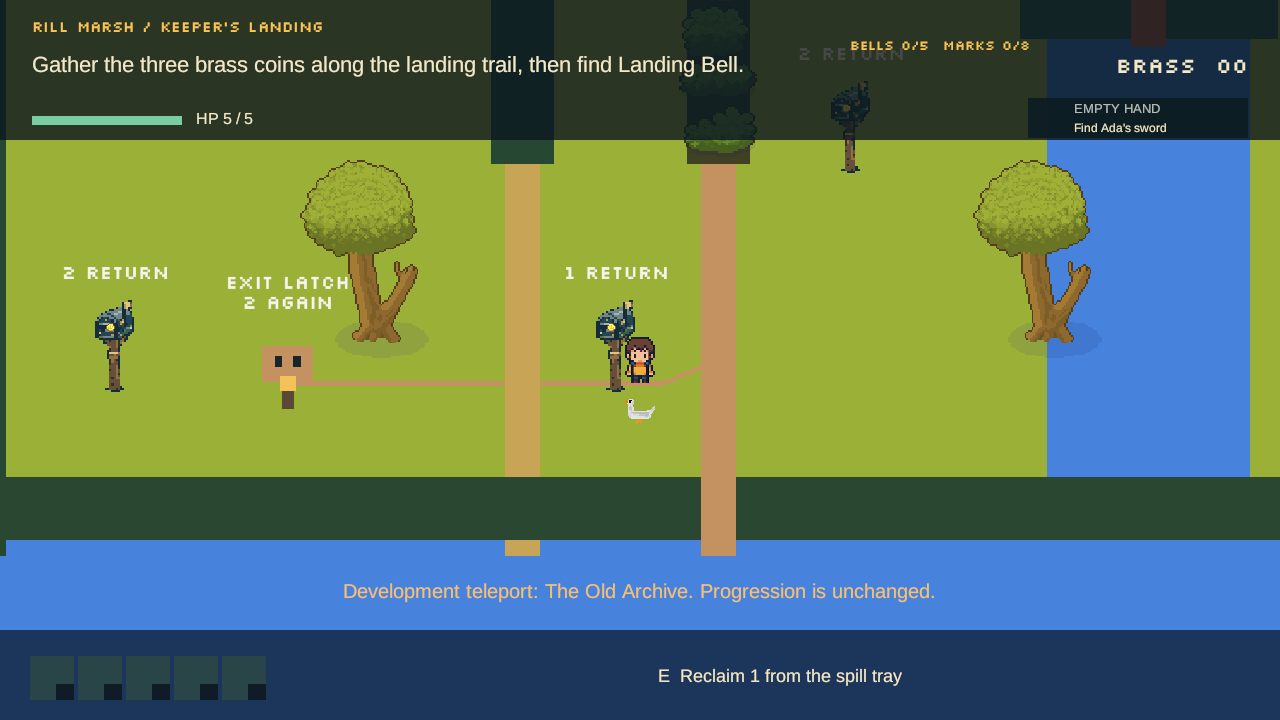 RILL MARSH / KEEPER'S LANDING
Gather the three brass coins along the landing trail, then find Landing Bell.
HP 5 / 5
2 RETURN
BELLS 0/5 MARKS 0/8
BRASS 00
EMPTY HAND
Find Ada's sword
2 RETURN
EXIT LATCH
2 AGAIN
1 RETURN
Development teleport: The Old Archive. Progression is unchanged.
E Reclaim 1 from the spill tray